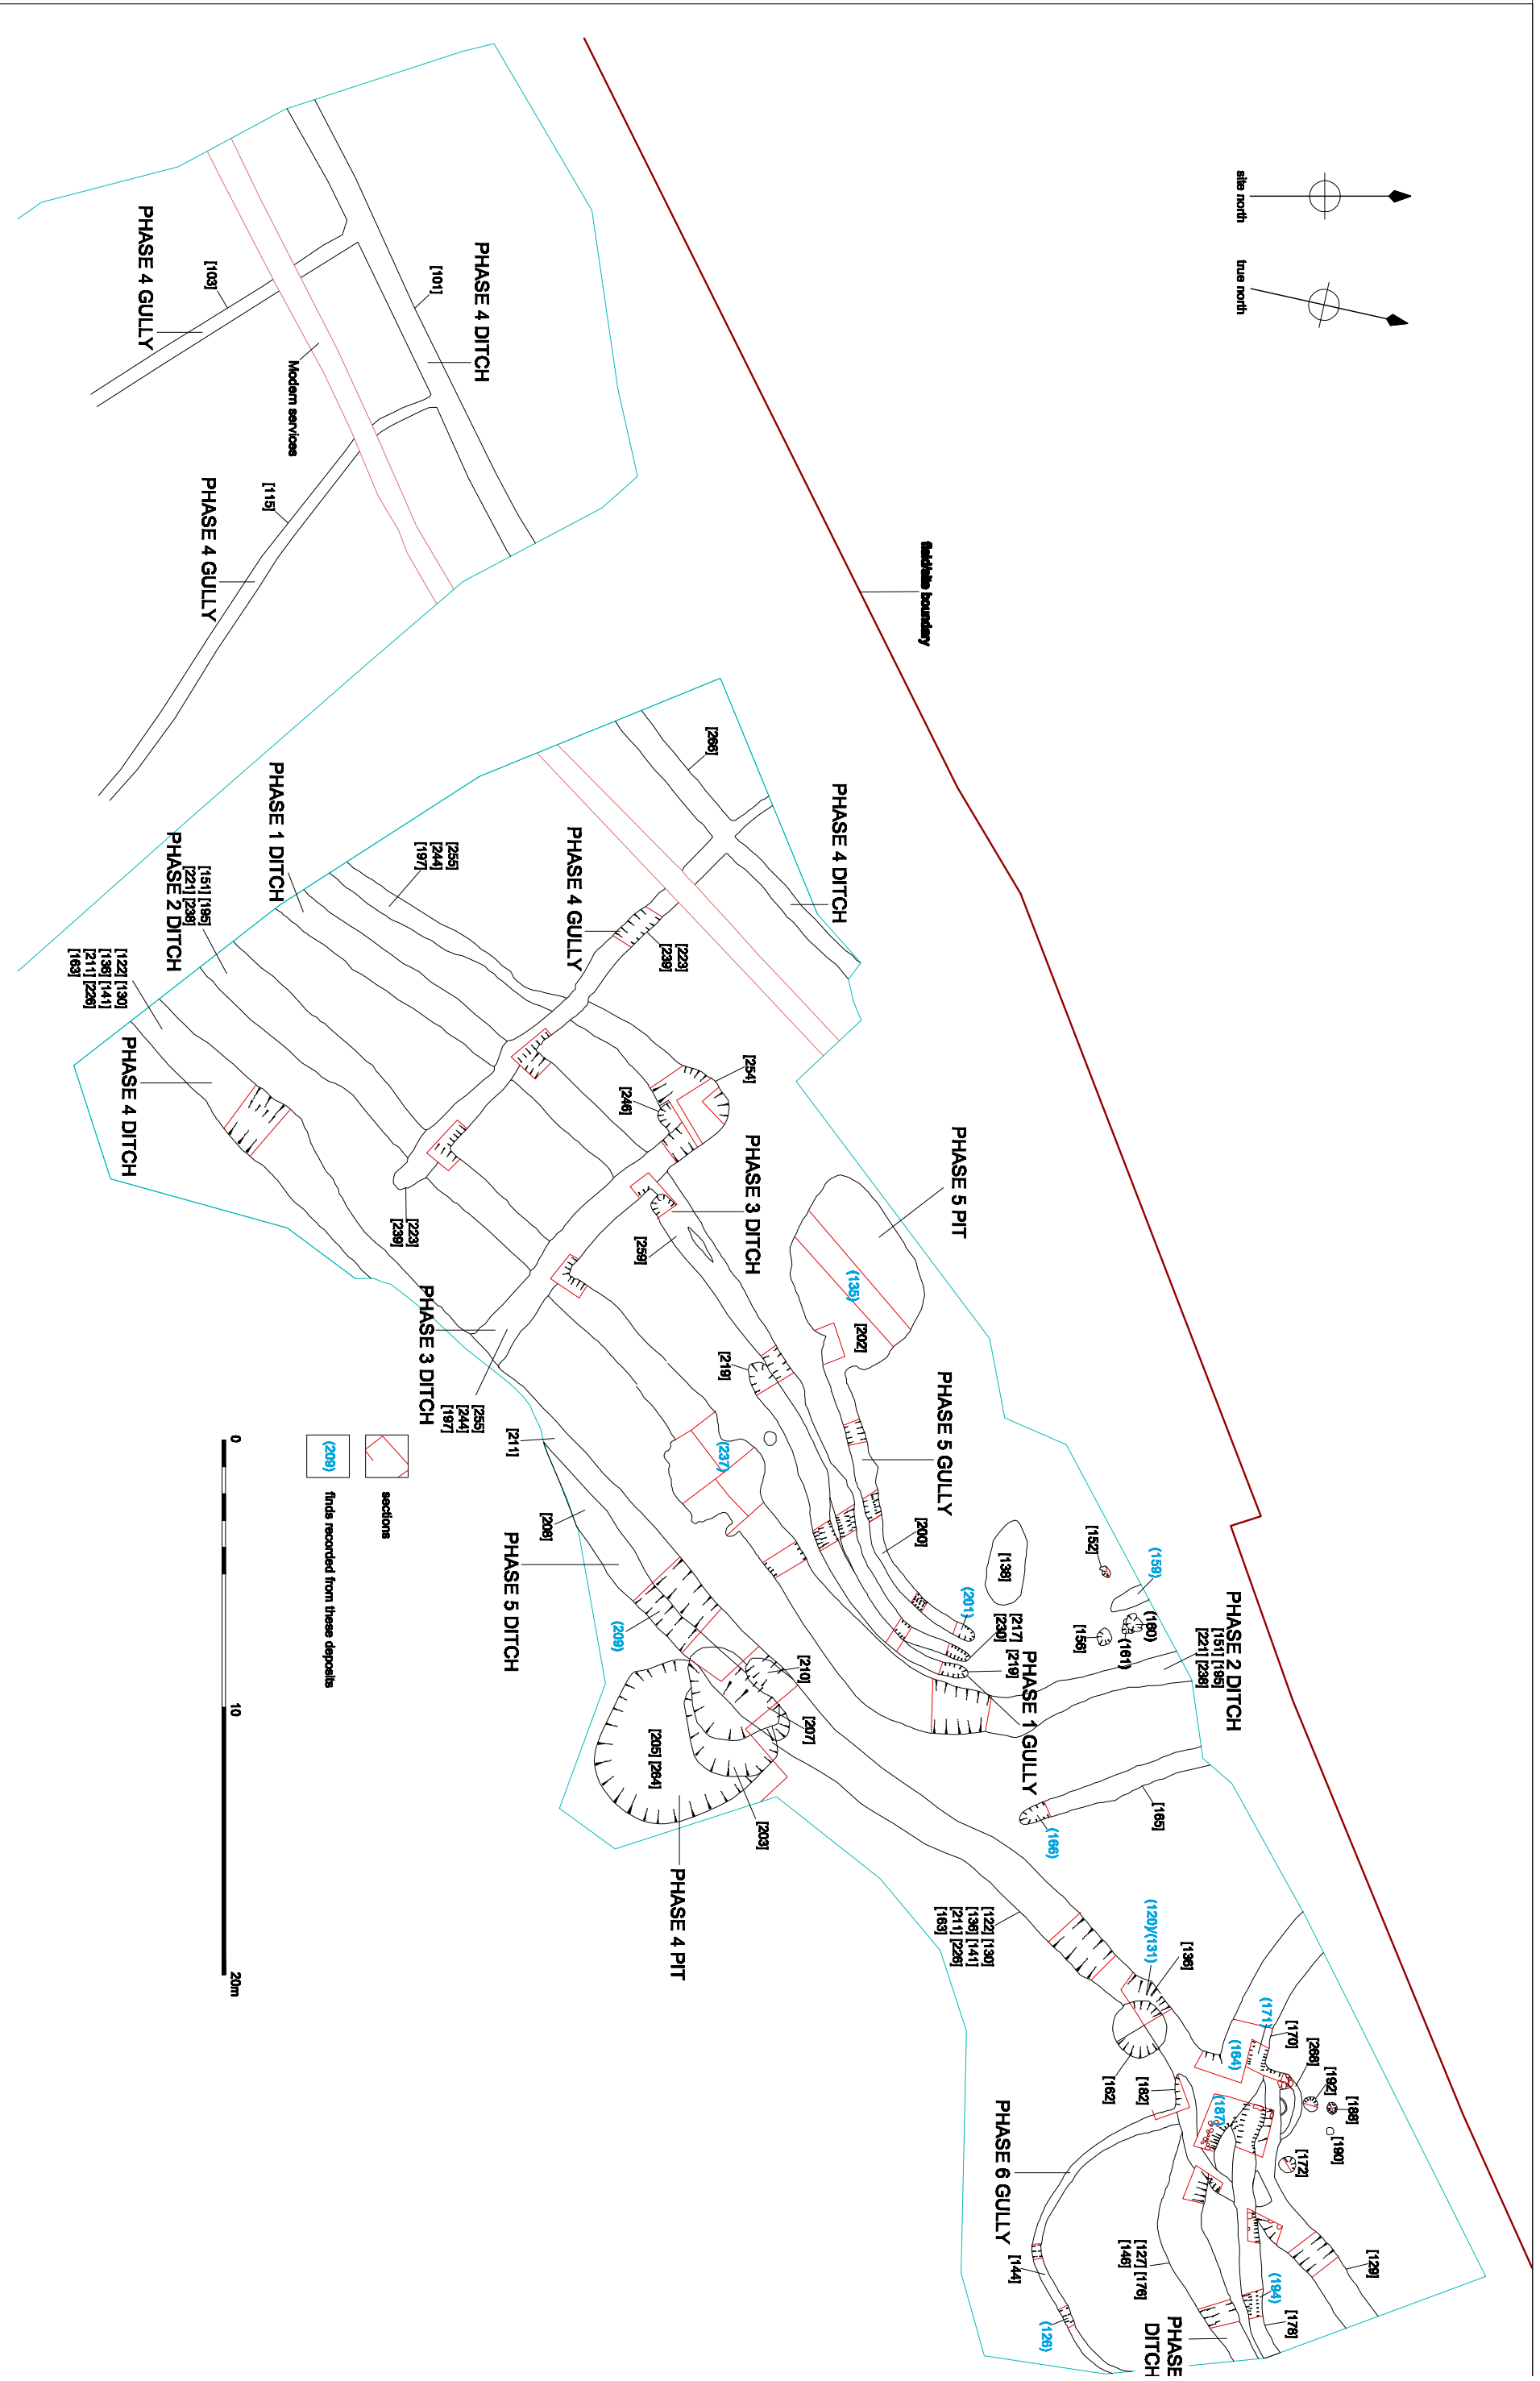 site north
true north
PHASE 4 DITCH
[101]
[103]
PHASE 4 GULLY
Modern services
[115]
PHASE 4 GULLY
field/site boundary
[266]
PHASE 4 DITCH
PHASE 4 GULLY
[223]
[239]
[255]
[244]
[197]
PHASE 1 DITCH
[151] [195]
[221] [238]
PHASE 2 DITCH
[122] [130]
[136] [141]
[211] [226]
[163]
PHASE 4 DITCH
[254]
[246]
PHASE 3 DITCH
[259]
[223]
[239]
PHASE 5 PIT
(135)
[202]
[219]
PHASE 5 GULLY
[200]
(237)
PHASE 3 DITCH
[255]
[244]
[197]
[211]
[208]
PHASE 5 DITCH
(209)
[138]
[152]
(159)
(160)
(161)
[156]
(201)
[217]
[230]
[219]
PHASE 1 GULLY
PHASE 2 DITCH
[151] [195]
[221] [238]
[210]
[207]
[205] [264]
[203]
PHASE 4 PIT
[165]
(166)
[122] [130]
[136] [141]
[211] [226]
[163]
(120)/(131)
[136]
[162]
[182]
(171)
[170]
(164)
[268]
[192]
[188]
[190]
(187)
[172]
PHASE 6 GULLY
[144]
(126)
[127] [176]
[146]
[129]
(194)
[178]
PHASE
DITCH
sections
(209)
finds recorded from these deposits
0
10
20m